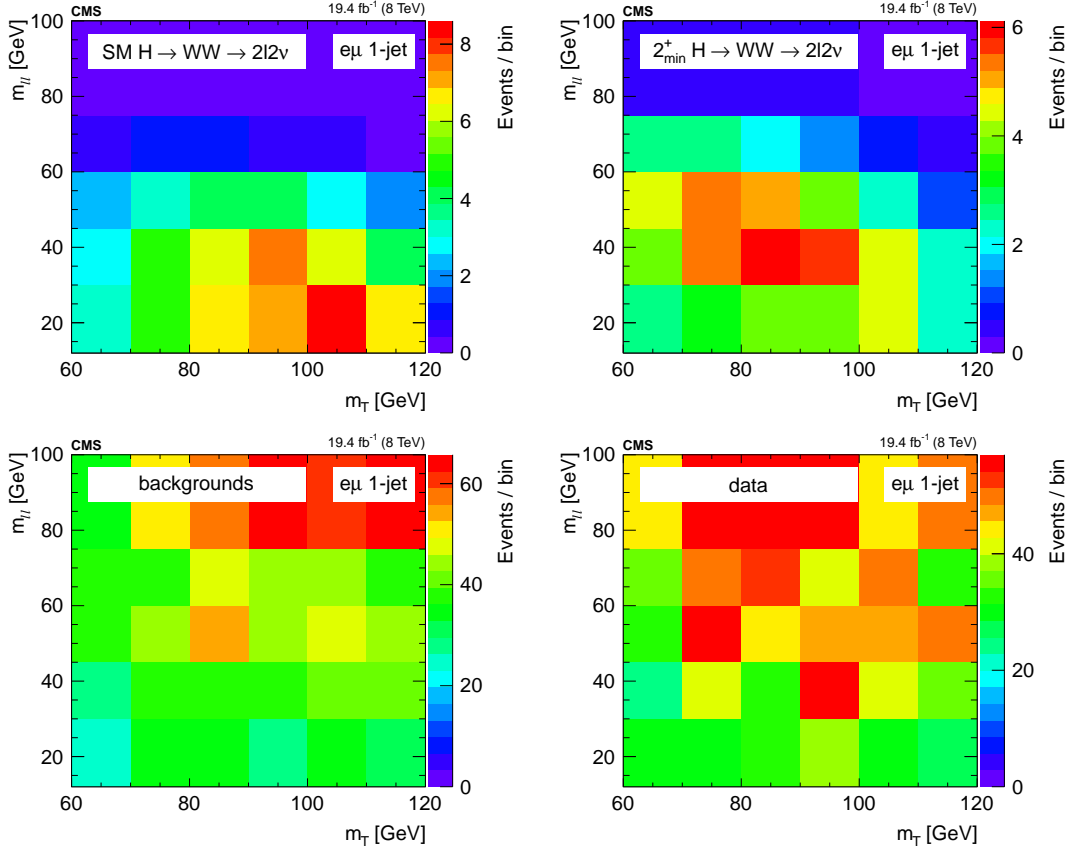 CMS 19.4 fb⁻¹ (8 TeV)
SM H → WW → 2l2ν eμ 1-jet
m_ll [GeV]
100
80
60
40
20
60 80 100 120
m_T [GeV]
8
6
4
2
0
Events / bin
CMS 19.4 fb⁻¹ (8 TeV)
2⁺_min H → WW → 2l2ν eμ 1-jet
m_ll [GeV]
100
80
60
40
20
60 80 100 120
m_T [GeV]
6
4
2
0
Events / bin
CMS 19.4 fb⁻¹ (8 TeV)
backgrounds eμ 1-jet
m_ll [GeV]
100
80
60
40
20
60 80 100 120
m_T [GeV]
60
40
20
0
Events / bin
CMS 19.4 fb⁻¹ (8 TeV)
data eμ 1-jet
m_ll [GeV]
100
80
60
40
20
60 80 100 120
m_T [GeV]
40
20
0
Events / bin